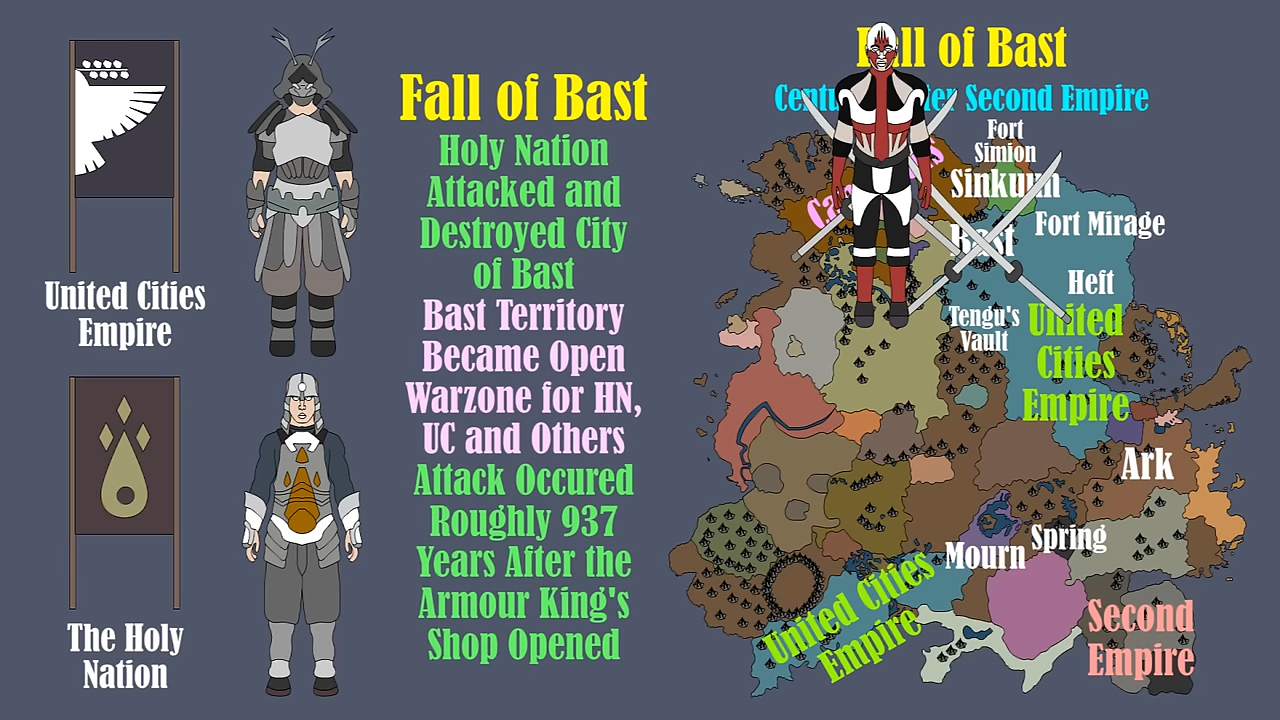 United Cities
Empire
The Holy
Nation
Fall of Bast
Holy Nation
Attacked and
Destroyed City
of Bast
Bast Territory
Became Open
Warzone for HN,
UC and Others
Attack Occured
Roughly 937
Years After the
Armour King's
Shop Opened
of Bast
Second Empire
Fort
Simion
Sinkuun
Fort Mirage
Bast
Heft
Tengu's
Vault
United
Cities
Empire
Ark
Spring
Mourn
United Cities
Empire
Second
Empire